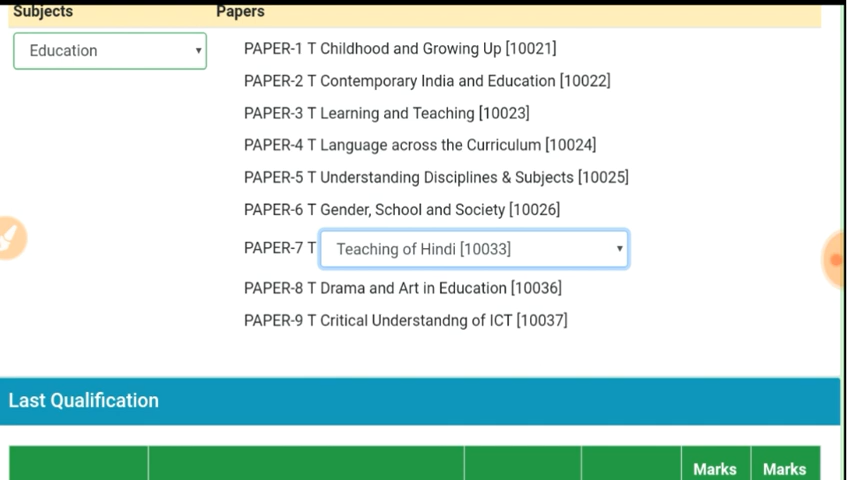 Subjects Papers
Education PAPER-1 T Childhood and Growing Up [10021]
PAPER-2 T Contemporary India and Education [10022]
PAPER-3 T Learning and Teaching [10023]
PAPER-4 T Language across the Curriculum [10024]
PAPER-5 T Understanding Disciplines & Subjects [10025]
PAPER-6 T Gender, School and Society [10026]
PAPER-7 T Teaching of Hindi [10033]
PAPER-8 T Drama and Art in Education [10036]
PAPER-9 T Critical Understandng of ICT [10037]
Last Qualification
Marks Marks